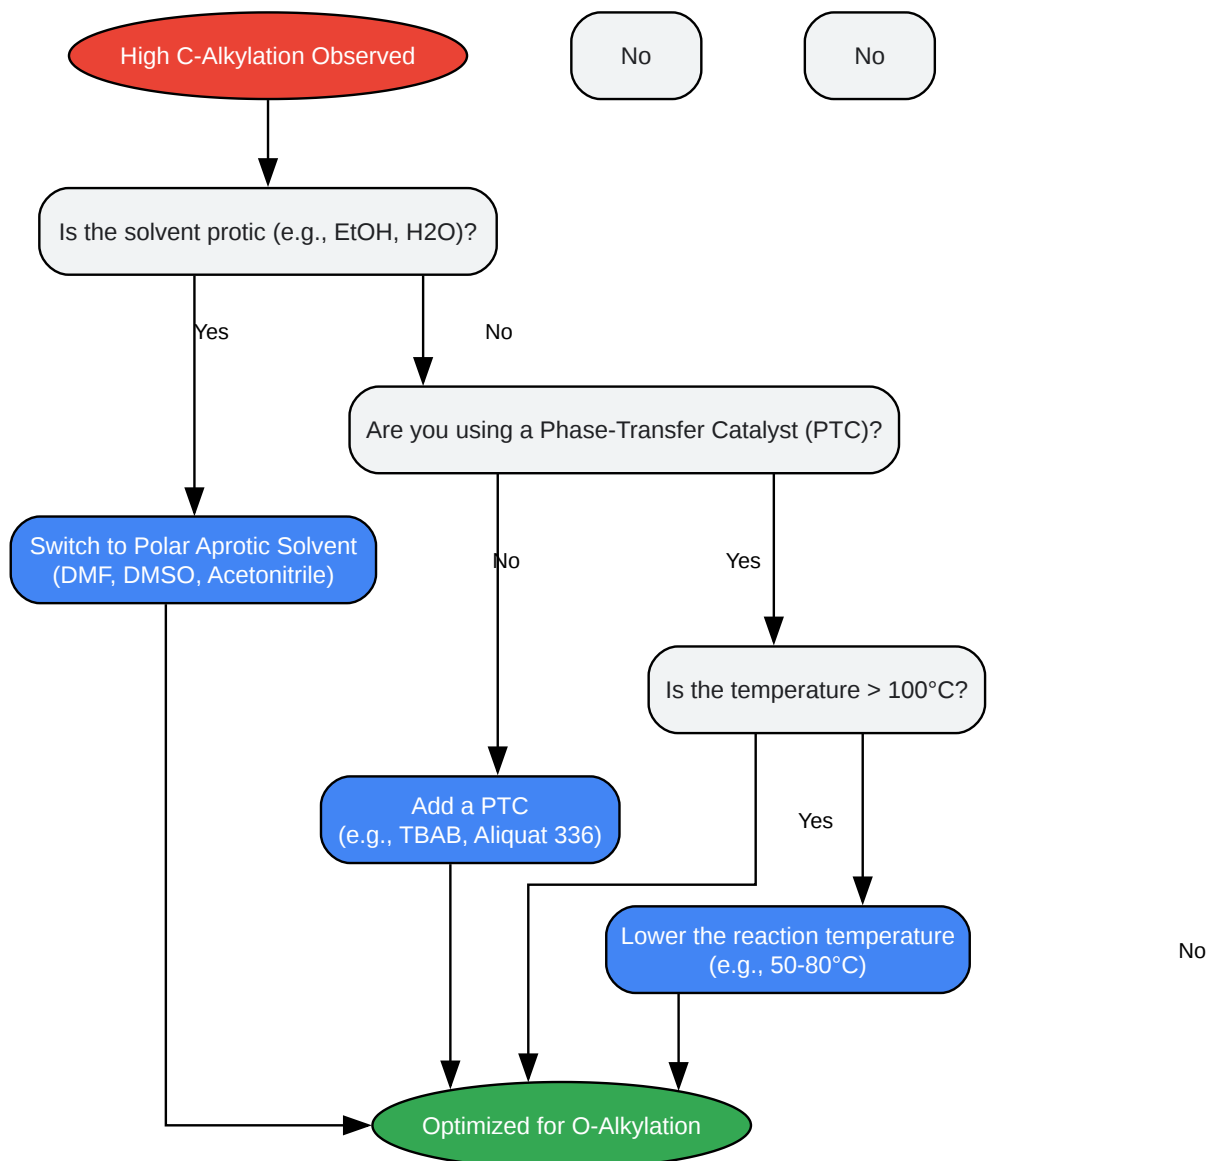 High C-Alkylation Observed
No
No
Is the solvent protic (e.g., EtOH, H2O)?
Yes
No
Are you using a Phase-Transfer Catalyst (PTC)?
Switch to Polar Aprotic Solvent
(DMF, DMSO, Acetonitrile)
No
Yes
Is the temperature > 100°C?
Add a PTC
(e.g., TBAB, Aliquat 336)
Yes
Lower the reaction temperature
(e.g., 50-80°C)
No
Optimized for O-Alkylation